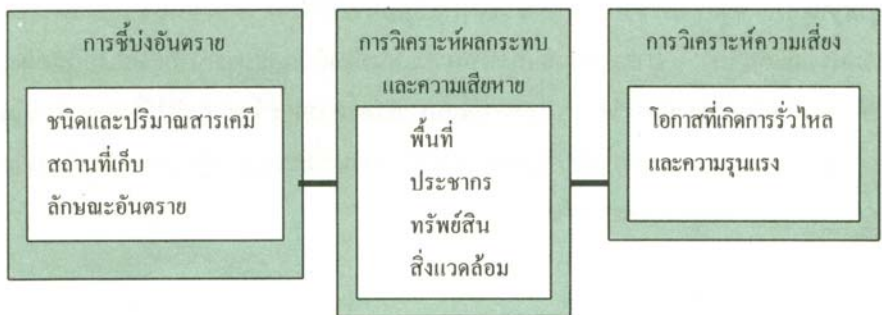 การชี้บ่งอันตราย
ชนิดและปริมาณสารเคมี
สถานที่เก็บ
ลักษณะอันตราย
การวิเคราะห์ผลกระทบ
และความเสียหาย
พื้นที่
ประชากร
ทรัพย์สิน
สิ่งแวดล้อม
การวิเคราะห์ความเสี่ยง
โอกาสที่เกิดการรั่วไหล
และความรุนแรง